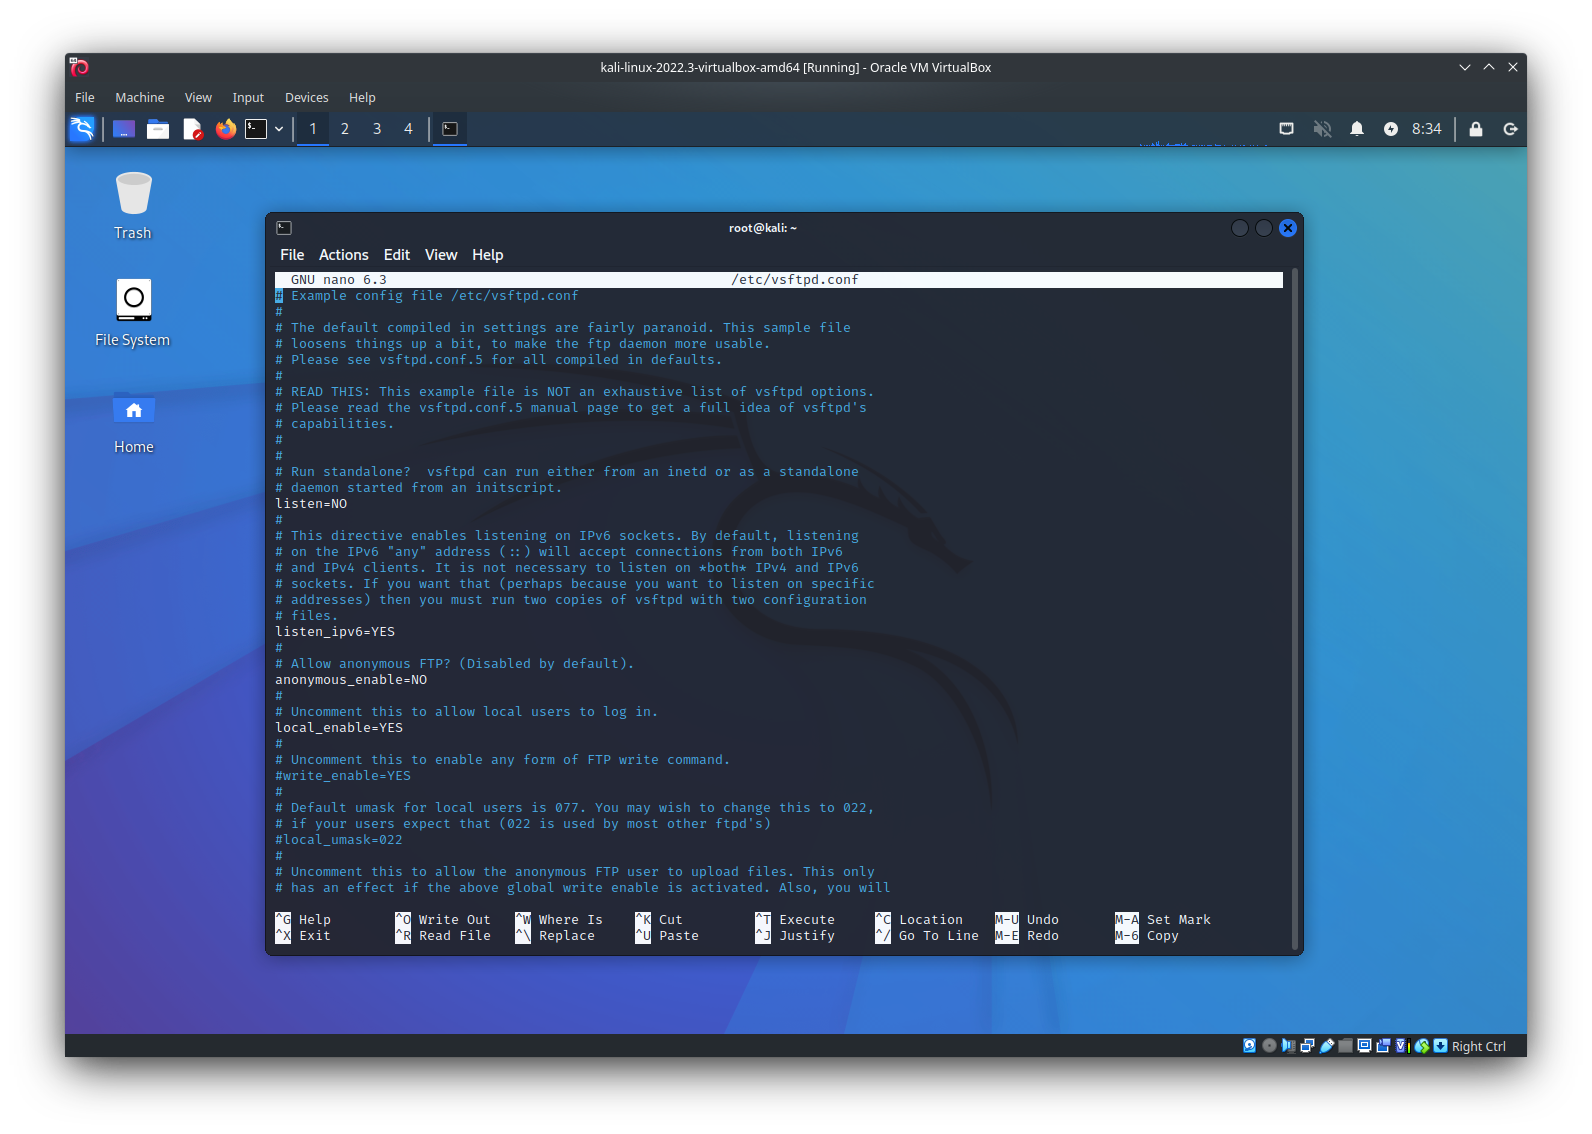 kali-linux-2022.3-virtualbox-amd64 [Running] - Oracle VM VirtualBox
File Machine View Input Devices Help
1 2 3 4 8:34
Trash
File System
Home
root@kali: ~
File Actions Edit View Help
GNU nano 6.3 /etc/vsftpd.conf
# Example config file /etc/vsftpd.conf
#
# The default compiled in settings are fairly paranoid. This sample file
# loosens things up a bit, to make the ftp daemon more usable.
# Please see vsftpd.conf.5 for all compiled in defaults.
#
# READ THIS: This example file is NOT an exhaustive list of vsftpd options.
# Please read the vsftpd.conf.5 manual page to get a full idea of vsftpd's
# capabilities.
#
#
# Run standalone?  vsftpd can run either from an inetd or as a standalone
# daemon started from an initscript.
listen=NO
#
# This directive enables listening on IPv6 sockets. By default, listening
# on the IPv6 "any" address (::) will accept connections from both IPv6
# and IPv4 clients. It is not necessary to listen on *both* IPv4 and IPv6
# sockets. If you want that (perhaps because you want to listen on specific
# addresses) then you must run two copies of vsftpd with two configuration
# files.
listen_ipv6=YES
#
# Allow anonymous FTP? (Disabled by default).
anonymous_enable=NO
#
# Uncomment this to allow local users to log in.
local_enable=YES
#
# Uncomment this to enable any form of FTP write command.
#write_enable=YES
#
# Default umask for local users is 077. You may wish to change this to 022,
# if your users expect that (022 is used by most other ftpd's)
#local_umask=022
#
# Uncomment this to allow the anonymous FTP user to upload files. This only
# has an effect if the above global write enable is activated. Also, you will
^G Help ^O Write Out ^W Where Is ^K Cut ^T Execute ^C Location M-U Undo M-A Set Mark
^X Exit ^R Read File ^\ Replace ^U Paste ^J Justify ^/ Go To Line M-E Redo M-6 Copy
Right Ctrl